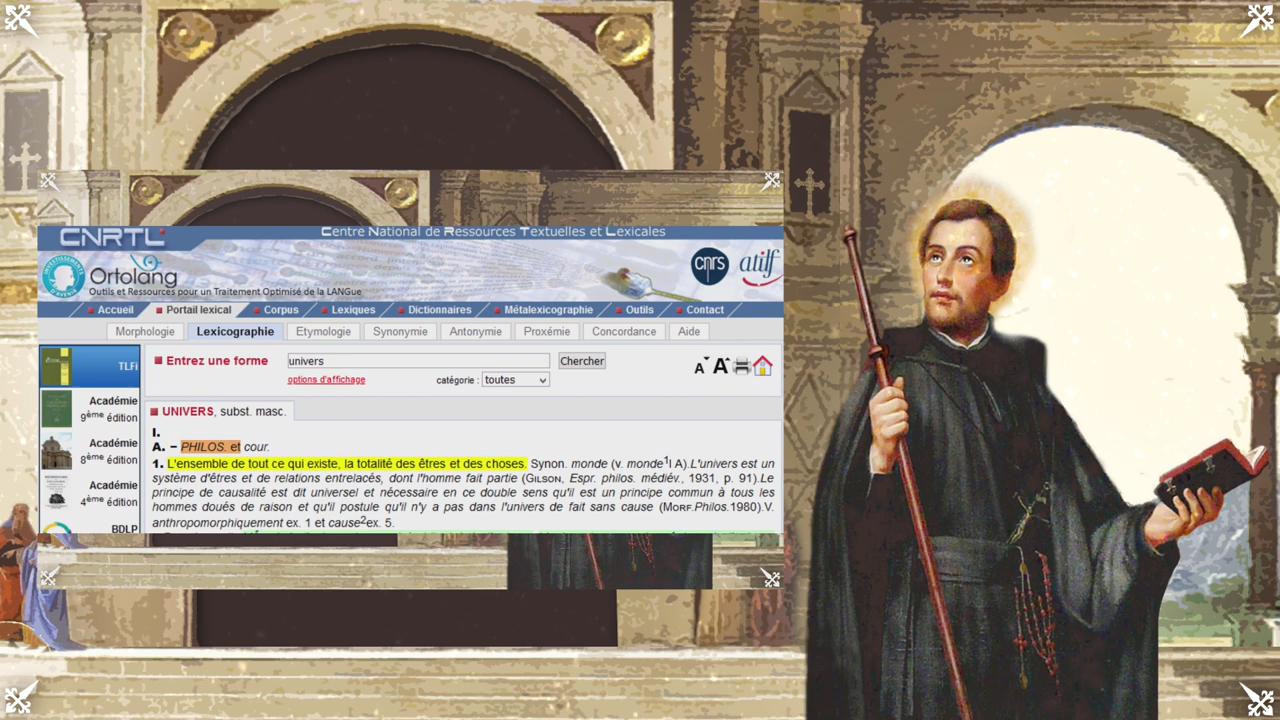 CNRTL
Centre National de Ressources Textuelles et Lexicales
INVESTISSEMENTS D'AVENIR
Ortolang
Outils et Ressources pour un Traitement Optimisé de la LANGue
cnrs
atilf
Accueil Portail lexical Corpus Lexiques Dictionnaires Métalexicographie Outils Contact
Morphologie Lexicographie Etymologie Synonymie Antonymie Proxémie Concordance Aide
TLFi
Académie
9ème édition
Académie
8ème édition
Académie
4ème édition
BDLP
Entrez une forme univers Chercher
options d'affichage catégorie : toutes
A A
UNIVERS, subst. masc.
I.
A. − PHILOS. et cour.
1. L'ensemble de tout ce qui existe, la totalité des êtres et des choses. Synon. monde (v. monde1I A).L'univers est un
système d'êtres et de relations entrelacés, dont l'homme fait partie (GILSON, Espr. philos. médiév., 1931, p. 91).Le
principe de causalité est dit universel et nécessaire en ce double sens qu'il est un principe commun à tous les
hommes doués de raison et qu'il postule qu'il n'y a pas dans l'univers de fait sans cause (MORF.Philos.1980).V.
anthropomorphiquement ex. 1 et cause2ex. 5.